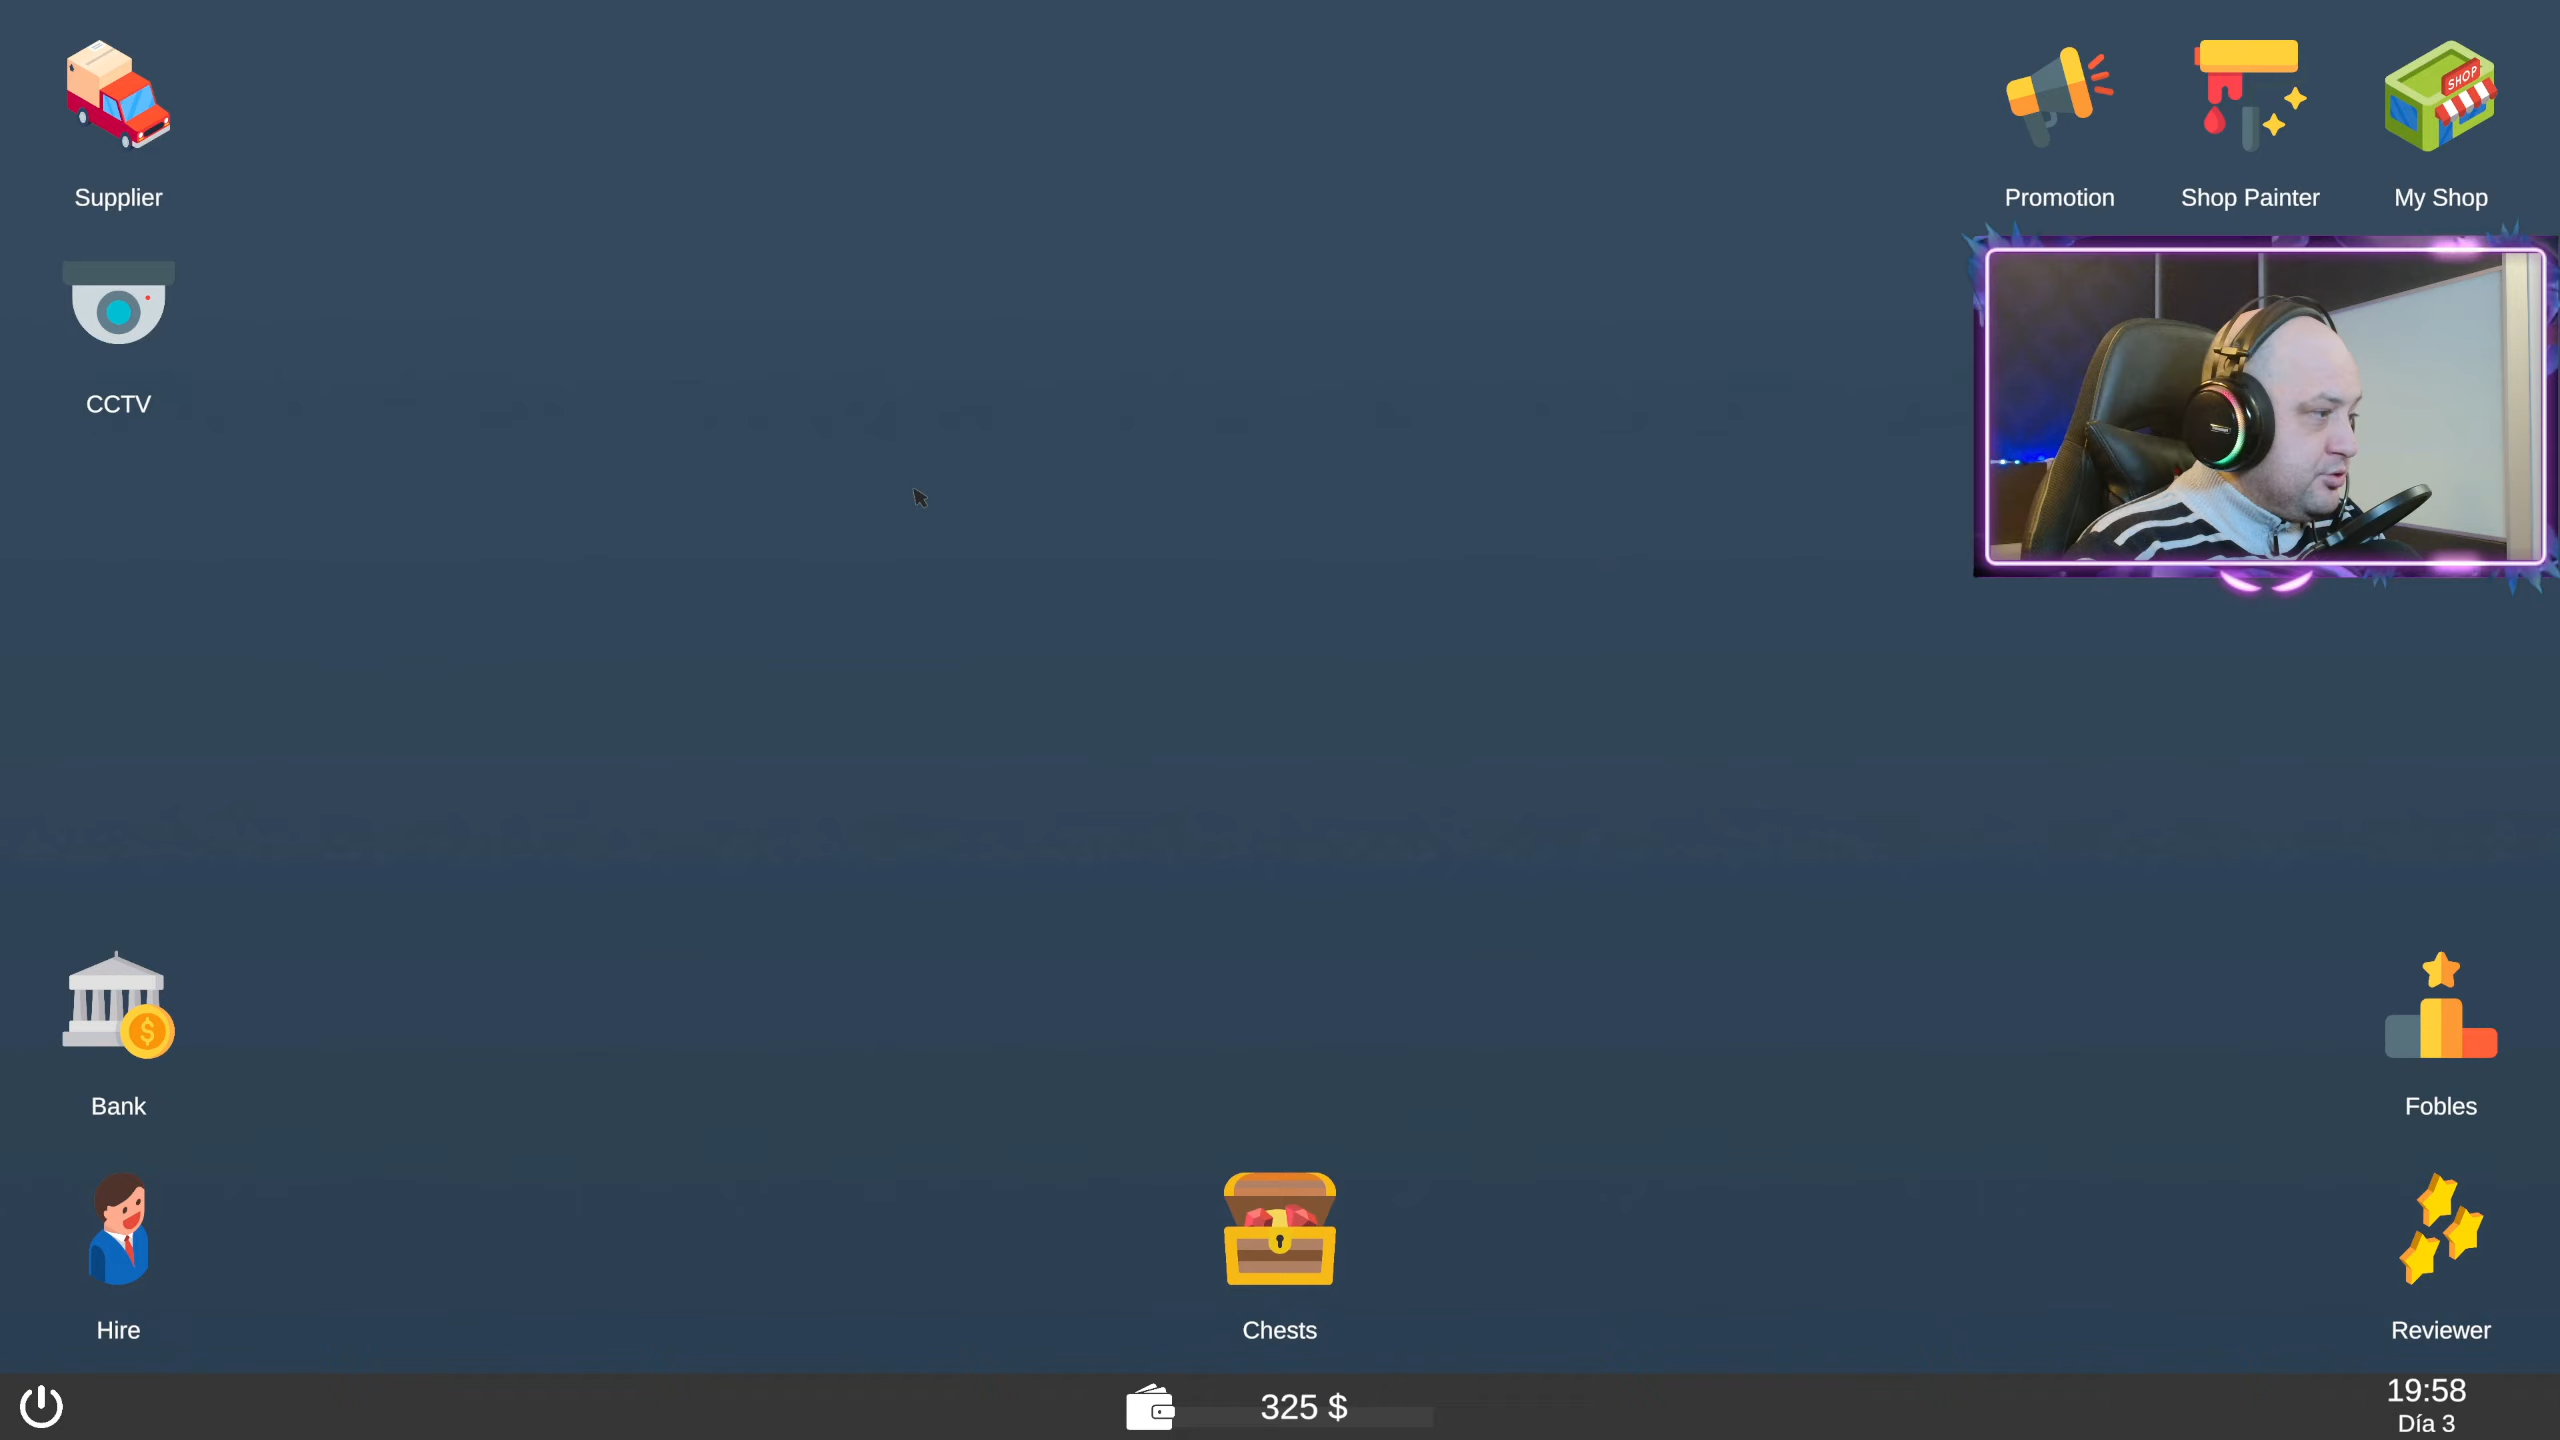 SHOP
Supplier
Promotion
Shop Painter
My Shop
CCTV
Bank
Fobles
Hire
Chests
Reviewer
325 $
19:58
Día 3